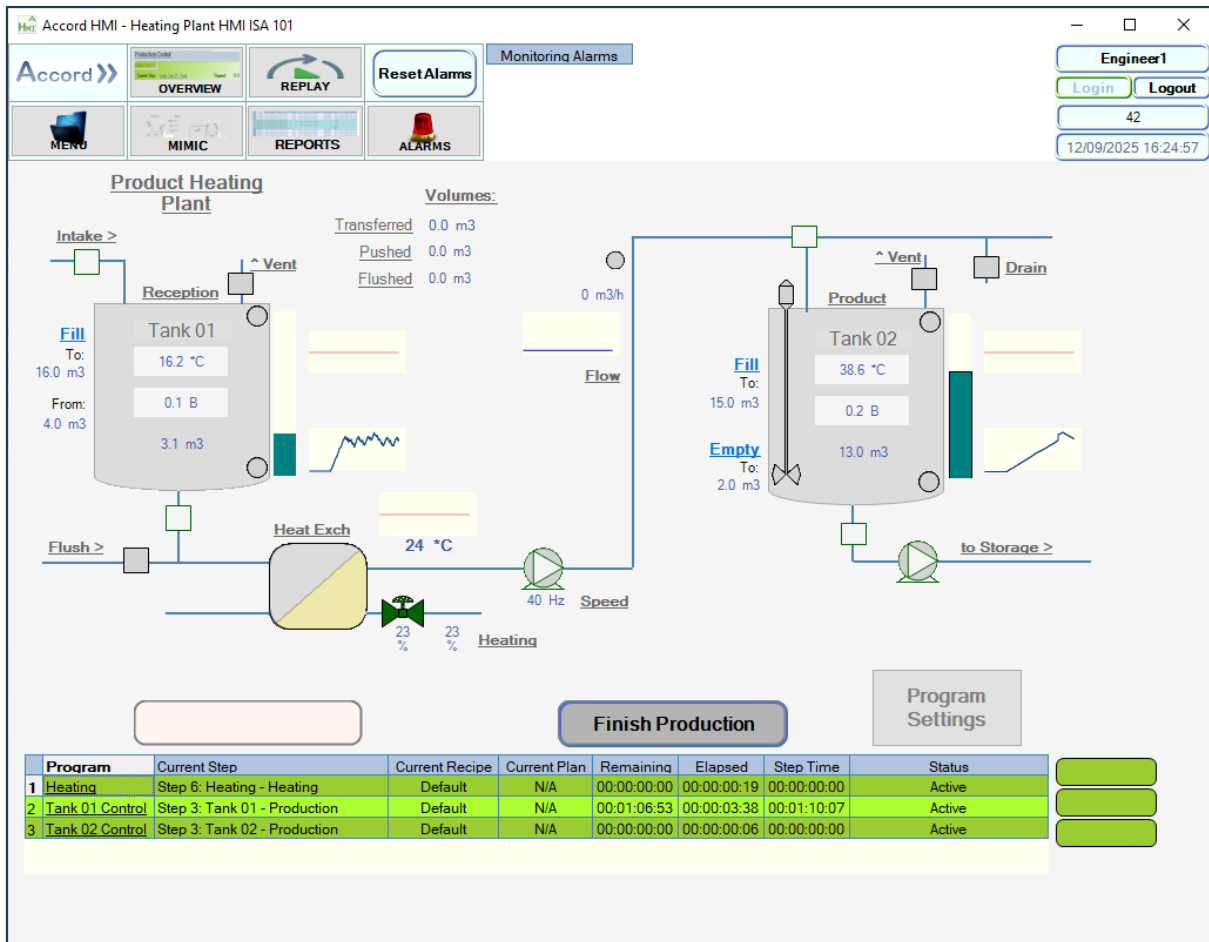 Accord HMI - Heating Plant HMI ISA 101
Accord
Production Control
OVERVIEW
REPLAY
Reset Alarms
Monitoring Alarms
Engineer1
Login
Logout
MENU
MIMIC
REPORTS
ALARMS
42
12/09/2025 16:24:57
Product Heating
Plant
Volumes:
Transferred 0.0 m3
Pushed 0.0 m3
Flushed 0.0 m3
Intake >
^ Vent
Reception
Tank 01
16.2 *C
0.1 B
3.1 m3
Fill
To:
16.0 m3
From:
4.0 m3
0 m3/h
Flow
^ Vent
Drain
Product
Tank 02
38.6 *C
0.2 B
13.0 m3
Fill
To:
15.0 m3
Empty
To:
2.0 m3
Flush >
Heat Exch
24 *C
40 Hz Speed
23
%
23
%
Heating
to Storage >
Finish Production
Program
Settings
Program Current Step Current Recipe Current Plan Remaining Elapsed Step Time Status
1 Heating Step 6: Heating - Heating Default N/A 00:00:00:00 00:00:00:19 00:00:00:00 Active
2 Tank 01 Control Step 3: Tank 01 - Production Default N/A 00:01:06:53 00:00:03:38 00:01:10:07 Active
3 Tank 02 Control Step 3: Tank 02 - Production Default N/A 00:00:00:00 00:00:00:06 00:00:00:00 Active